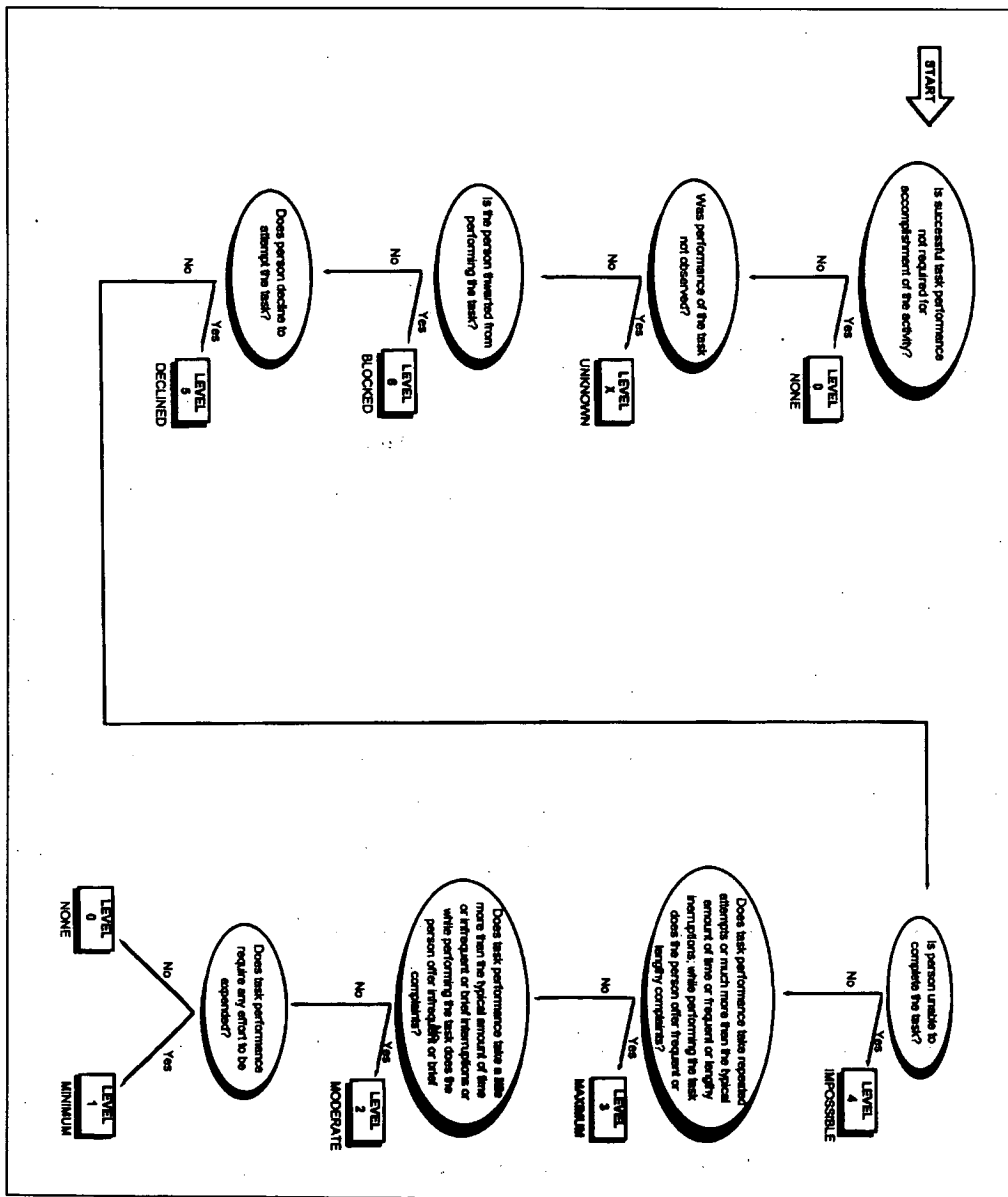 START
Is successful task performance
not required for
accomplishment of the activity?
No
Yes
LEVEL
0
NONE
Was performance of the task
not observed?
No
Yes
LEVEL
X
UNKNOWN
Is the person thwarted from
performing the task?
No
Yes
LEVEL
6
BLOCKED
Does person decline to
attempt the task?
No
Yes
LEVEL
5
DECLINED
Is person unable to
complete the task?
No
Yes
LEVEL
4
IMPOSSIBLE
Does task performance take repeated
attempts or much more than the typical
amount of time or frequent or lengthy
inerruptions; while performing the task
does the person offer frequent or
lengthy complaints?
No
Yes
LEVEL
3
MAXIMUM
Does task performance take a little
more then the typical amount of time
or infrequent or brief interruptions or
while performing the task does the
person offer infrequent or brief
complaints?
No
Yes
LEVEL
2
MODERATE
Does task performance
require any effort to be
expended?
No
Yes
LEVEL
0
NONE
LEVEL
1
MINIMUM